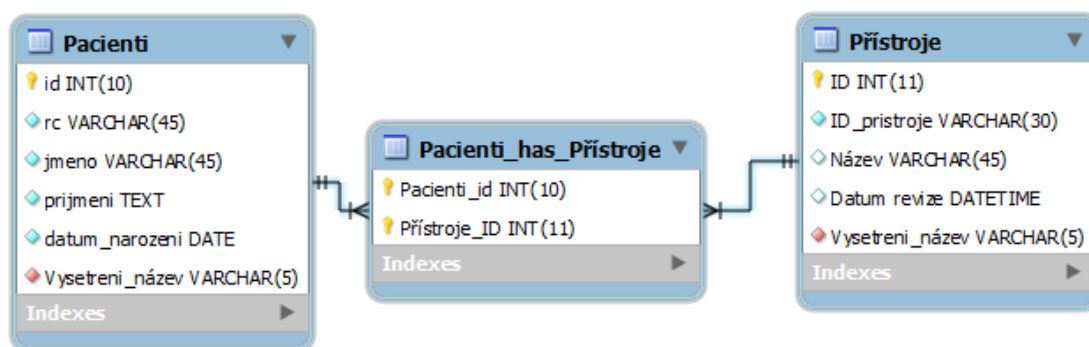 Pacienti
id INT(10)
rc VARCHAR(45)
jmeno VARCHAR(45)
prijmeni TEXT
datum_narozeni DATE
Vysetreni_název VARCHAR(5)
Indexes
Pacienti_has_Přístroje
Pacienti_id INT(10)
Přístroje_ID INT(11)
Indexes
Přístroje
ID INT(11)
ID_pristroje VARCHAR(30)
Název VARCHAR(45)
Datum revize DATETIME
Vysetreni_název VARCHAR(5)
Indexes